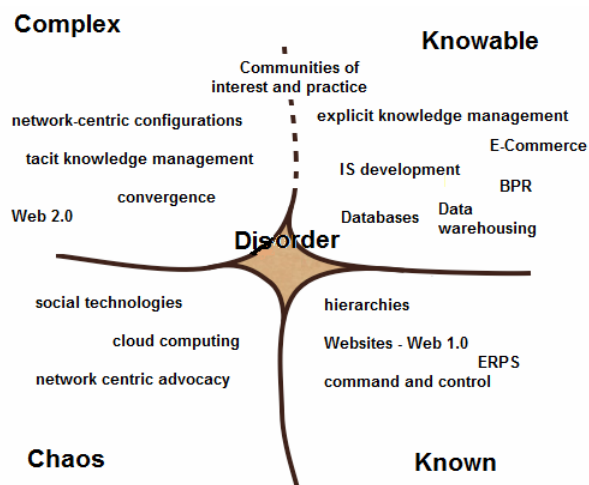 Complex
Knowable
Communities of
interest and practice
network-centric configurations
explicit knowledge management
tacit knowledge management
E-Commerce
IS development
BPR
convergence
Web 2.0
Databases
Data
warehousing
Disorder
social technologies
hierarchies
cloud computing
Websites - Web 1.0
ERPS
network centric advocacy
command and control
Chaos
Known